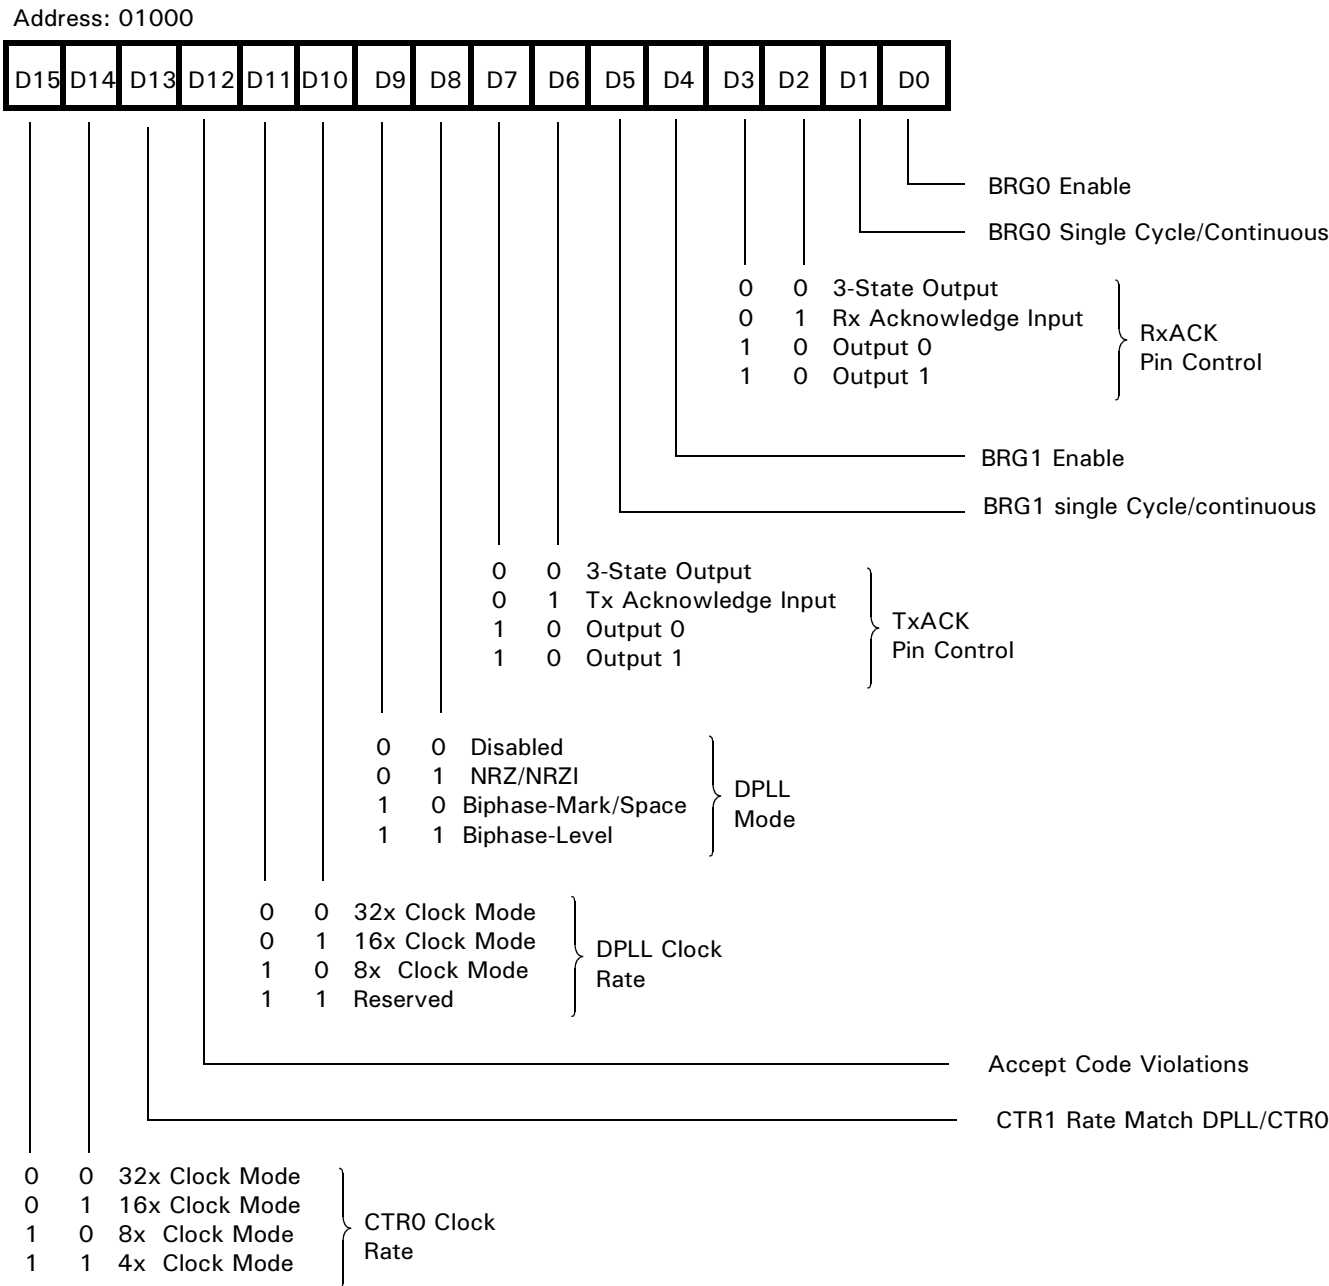 Address: 01000
D15 D14 D13 D12 D11 D10 D9 D8 D7 D6 D5 D4 D3 D2 D1 D0
BRG0 Enable
BRG0 Single Cycle/Continuous
0 0 3-State Output
0 1 Rx Acknowledge Input
1 0 Output 0
1 0 Output 1
RxACK
Pin Control
BRG1 Enable
BRG1 single Cycle/continuous
0 0 3-State Output
0 1 Tx Acknowledge Input
1 0 Output 0
1 0 Output 1
TxACK
Pin Control
0 0 Disabled
0 1 NRZ/NRZI
1 0 Biphase-Mark/Space
1 1 Biphase-Level
DPLL
Mode
0 0 32x Clock Mode
0 1 16x Clock Mode
1 0 8x Clock Mode
1 1 Reserved
DPLL Clock
Rate
Accept Code Violations
CTR1 Rate Match DPLL/CTR0
0 0 32x Clock Mode
0 1 16x Clock Mode
1 0 8x Clock Mode
1 1 4x Clock Mode
CTR0 Clock
Rate